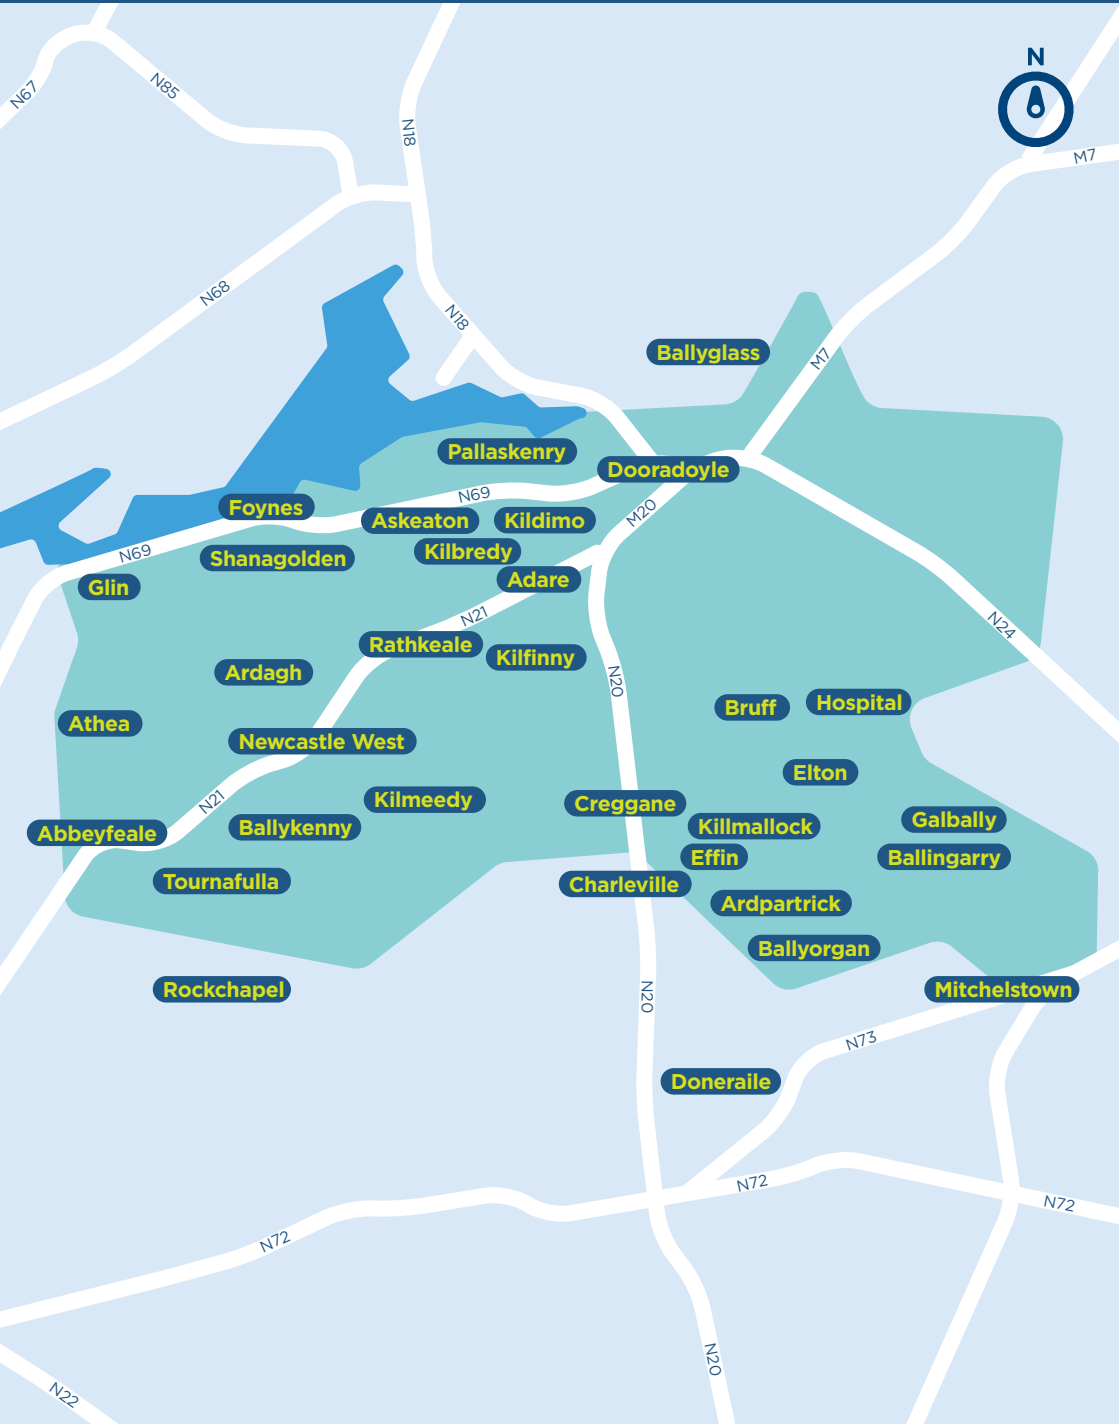 N
N67
N85
N18
M7
N68
N18
Ballyglass
M7
Pallaskenry
Dooradoyle
N69
Foynes
Askeaton
Kildimo
M20
N69
Shanagolden
Kilbredy
Glin
Adare
N21
N24
Rathkeale
Kilfinny
Ardagh
N20
Athea
Bruff
Hospital
Newcastle West
Elton
N21
Kilmeedy
Creggane
Abbeyfeale
Ballykenny
Killmallock
Galbally
Effin
Ballingarry
Tournafulla
Charleville
Ardpartrick
Ballyorgan
Rockchapel
N20
Mitchelstown
N73
Doneraile
N72
N72
N72
N20
N22